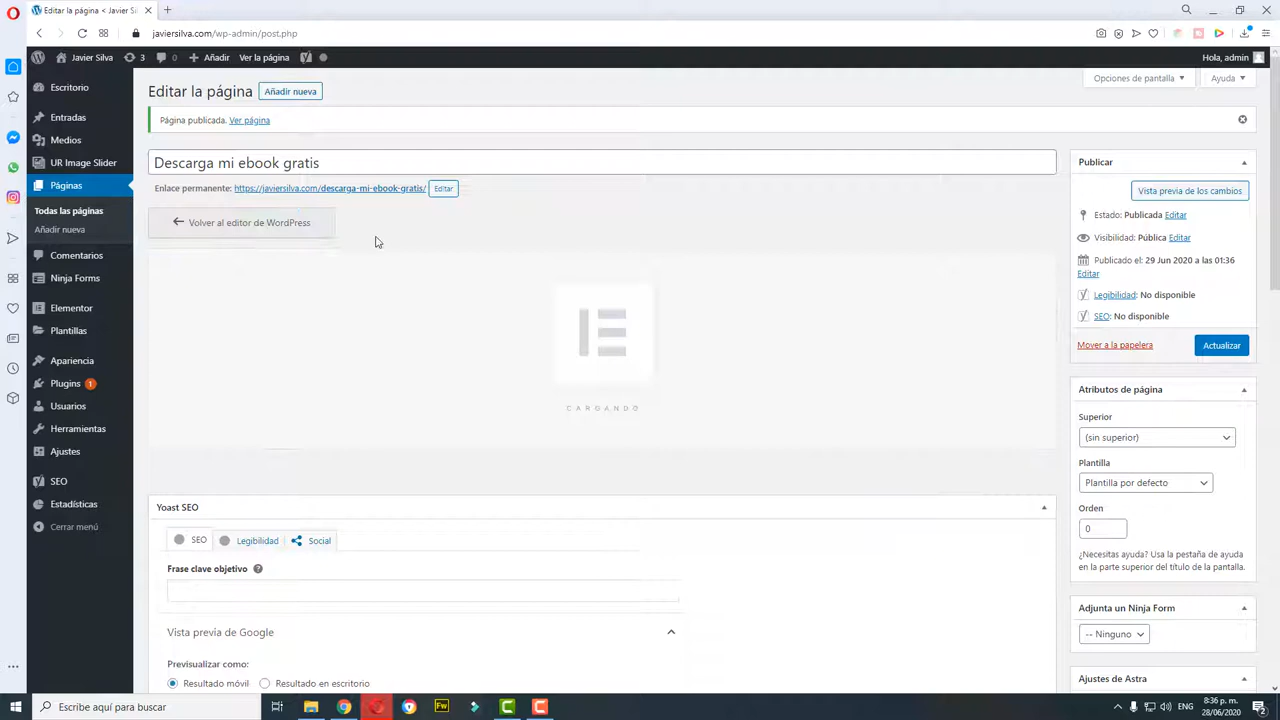 Editar la página < Javier Silv
javiersilva.com/wp-admin/post.php
Javier Silva
3
0
Añadir
Ver la página
Hola, admin
Escritorio
Entradas
Medios
UR Image Slider
Páginas
Todas las páginas
Añadir nueva
Comentarios
Ninja Forms
Elementor
Plantillas
Apariencia
Plugins 1
Usuarios
Herramientas
Ajustes
SEO
Estadísticas
Cerrar menú
Opciones de pantalla
Ayuda
Editar la página
Añadir nueva
Página publicada. Ver página
Descarga mi ebook gratis
Enlace permanente: https://javiersilva.com/descarga-mi-ebook-gratis/ Editar
Volver al editor de WordPress
CARGANDO
Yoast SEO
SEO
Legibilidad
Social
Frase clave objetivo
Vista previa de Google
Previsualizar como:
Resultado móvil
Resultado en escritorio
Publicar
Vista previa de los cambios
Estado: Publicada Editar
Visibilidad: Pública Editar
Publicado el: 29 Jun 2020 a las 01:36
Editar
Legibilidad: No disponible
SEO: No disponible
Mover a la papelera
Actualizar
Atributos de página
Superior
(sin superior)
Plantilla
Plantilla por defecto
Orden
0
¿Necesitas ayuda? Usa la pestaña de ayuda
en la parte superior del título de la pantalla.
Adjunta un Ninja Form
-- Ninguno
Ajustes de Astra
Escribe aquí para buscar
Fw
ENG
8:36 p. m.
28/06/2020
2